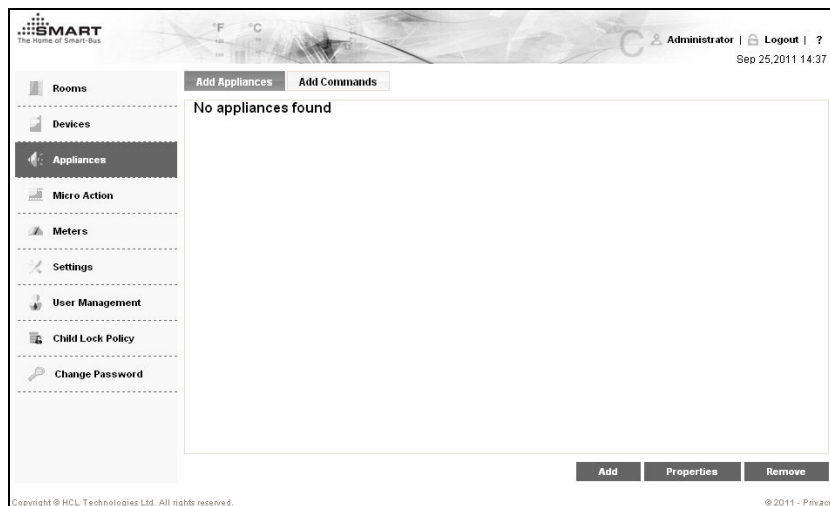 SMART
The Home of Smart-Bus
°F °C
°C
Administrator | Logout | ?
Sep 25,2011 14:37
Rooms
Devices
Appliances
Micro Action
Meters
Settings
User Management
Child Lock Policy
Change Password
Add Appliances Add Commands
No appliances found
Add Properties Remove
Copyright © HCL Technologies Ltd. All rights reserved.
© 2011 - Privac